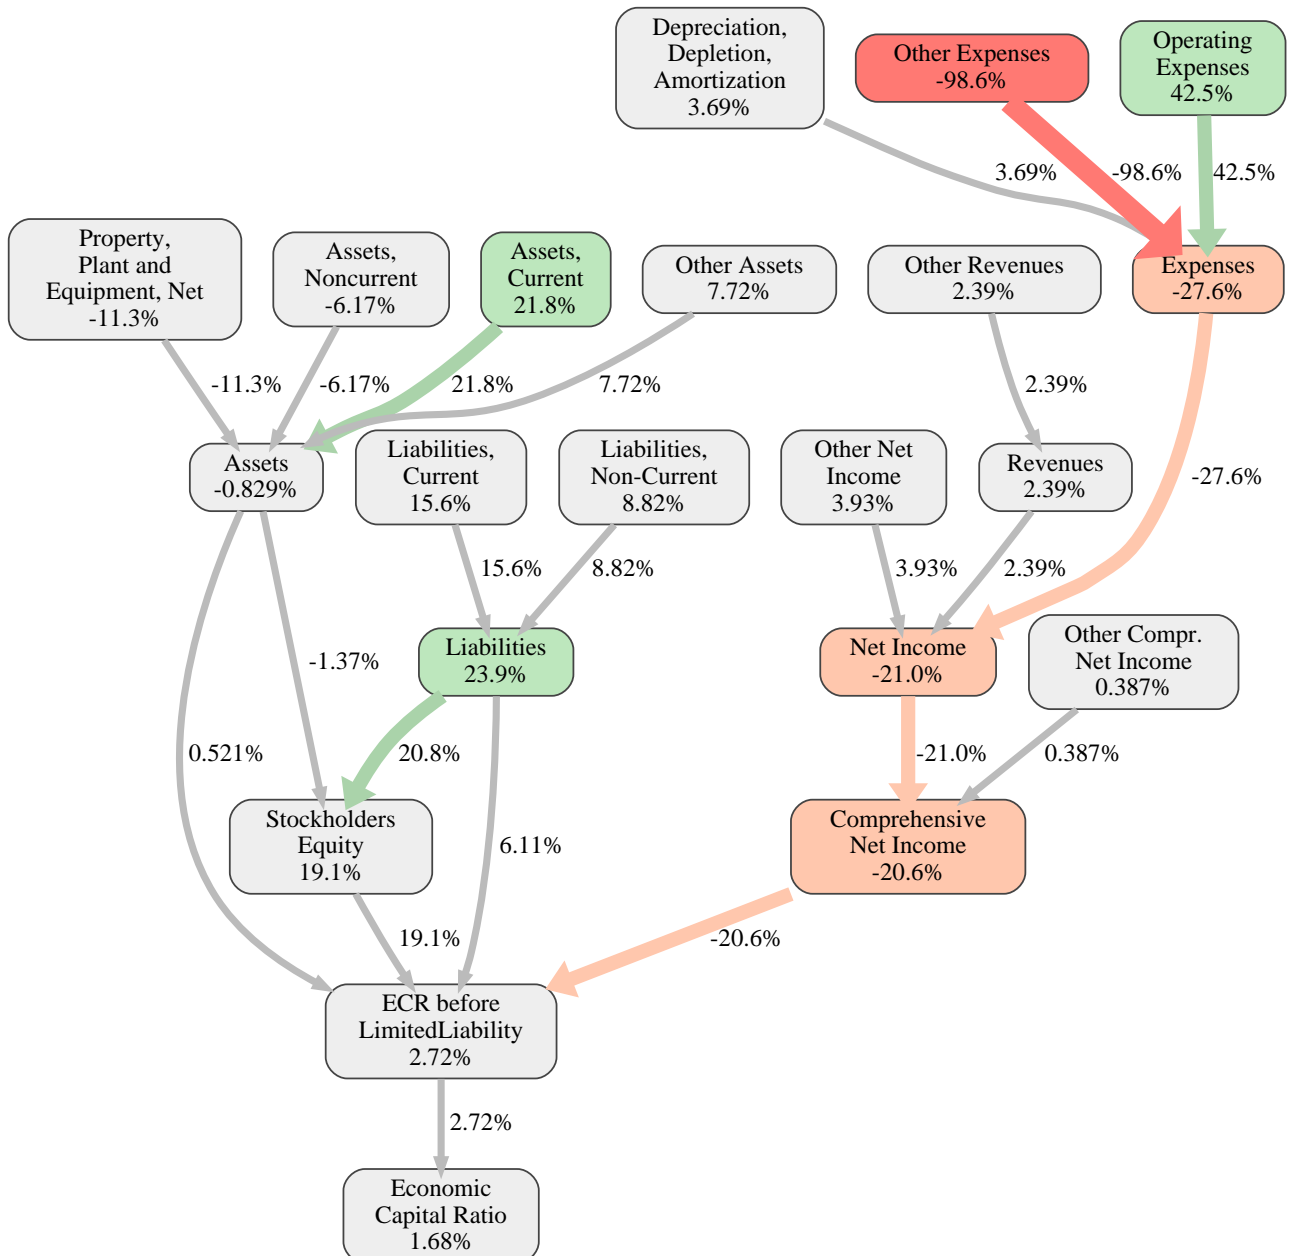 Depreciation,
Depletion,
Amortization
3.69%
Other Expenses
-98.6%
Operating
Expenses
42.5%
3.69%
-98.6%
42.5%
Property,
Plant and
Equipment, Net
-11.3%
Assets,
Noncurrent
-6.17%
Assets,
Current
21.8%
Other Assets
7.72%
Other Revenues
2.39%
Expenses
-27.6%
-11.3%
-6.17%
21.8%
7.72%
2.39%
-27.6%
Assets
-0.829%
Liabilities,
Current
15.6%
Liabilities,
Non-Current
8.82%
Other Net
Income
3.93%
Revenues
2.39%
15.6%
8.82%
3.93%
2.39%
-1.37%
Liabilities
23.9%
Net Income
-21.0%
Other Compr.
Net Income
0.387%
0.521%
20.8%
-21.0%
0.387%
Stockholders
Equity
19.1%
6.11%
Comprehensive
Net Income
-20.6%
19.1%
-20.6%
ECR before
LimitedLiability
2.72%
2.72%
Economic
Capital Ratio
1.68%